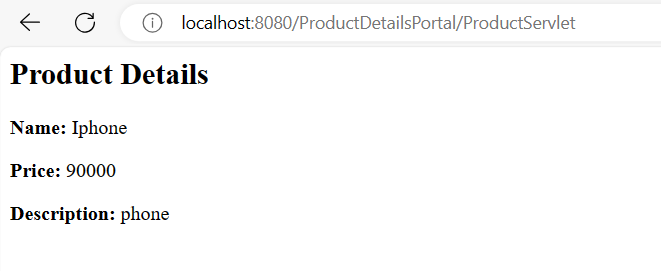 localhost:8080/ProductDetailsPortal/ProductServlet
Product Details
Name: Iphone
Price: 90000
Description: phone